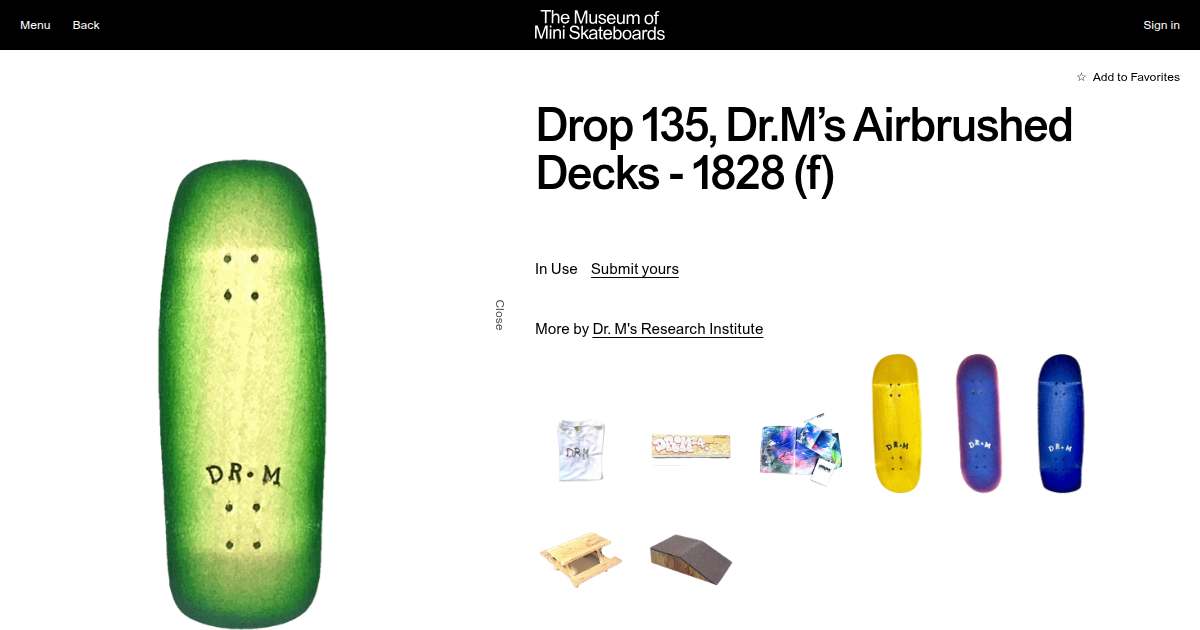 Menu
Back
The Museum of
Mini Skateboards
Sign in
☆ Add to Favorites
Drop 135, Dr.M’s Airbrushed
Decks - 1828 (f)
In Use
Submit yours
Close
More by Dr. M's Research Institute
DR•M
DR M
DR•M
DR•M
DR•M